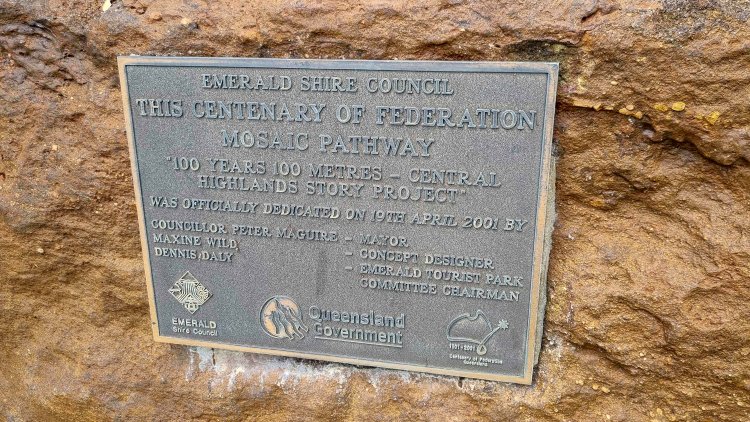 EMERALD SHIRE COUNCIL
THIS CENTENARY OF FEDERATION
MOSAIC PATHWAY
"100 YEARS 100 METRES – CENTRAL
HIGHLANDS STORY PROJECT"
WAS OFFICIALLY DEDICATED ON 19TH APRIL 2001 BY
COUNCILLOR PETER MAGUIRE – MAYOR
MAXINE WILD – CONCEPT DESIGNER
DENNIS DALY – EMERALD TOURIST PARK
COMMITTEE CHAIRMAN
EMERALD
Shire Council
Queensland
Government
1901-2001
Centenary of Federation
Queensland